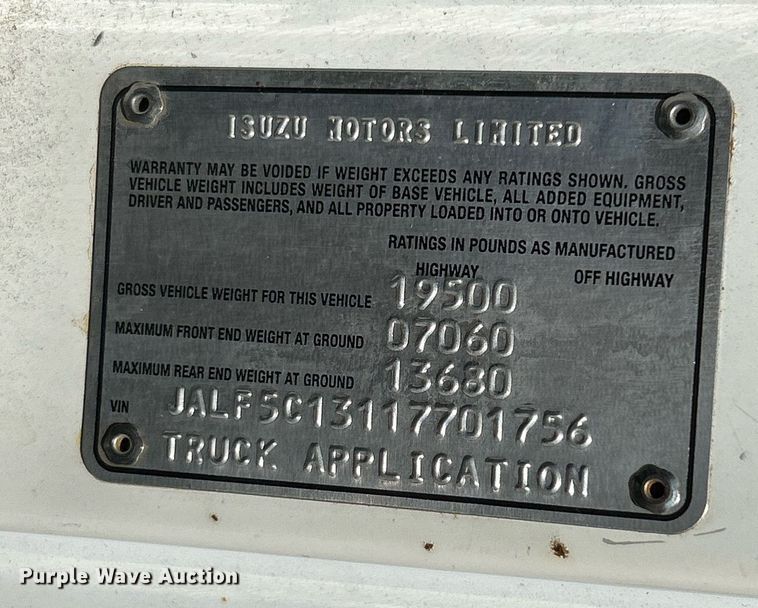 ISUZU MOTORS LIMITED
WARRANTY MAY BE VOIDED IF WEIGHT EXCEEDS ANY RATINGS SHOWN. GROSS
VEHICLE WEIGHT INCLUDES WEIGHT OF BASE VEHICLE, ALL ADDED EQUIPMENT,
DRIVER AND PASSENGERS, AND ALL PROPERTY LOADED INTO OR ONTO VEHICLE.
RATINGS IN POUNDS AS MANUFACTURED
HIGHWAY OFF HIGHWAY
GROSS VEHICLE WEIGHT FOR THIS VEHICLE 19500
MAXIMUM FRONT END WEIGHT AT GROUND 07060
MAXIMUM REAR END WEIGHT AT GROUND 13680
VIN JALF5C13117701756
TRUCK APPLICATION
Purple Wave Auction